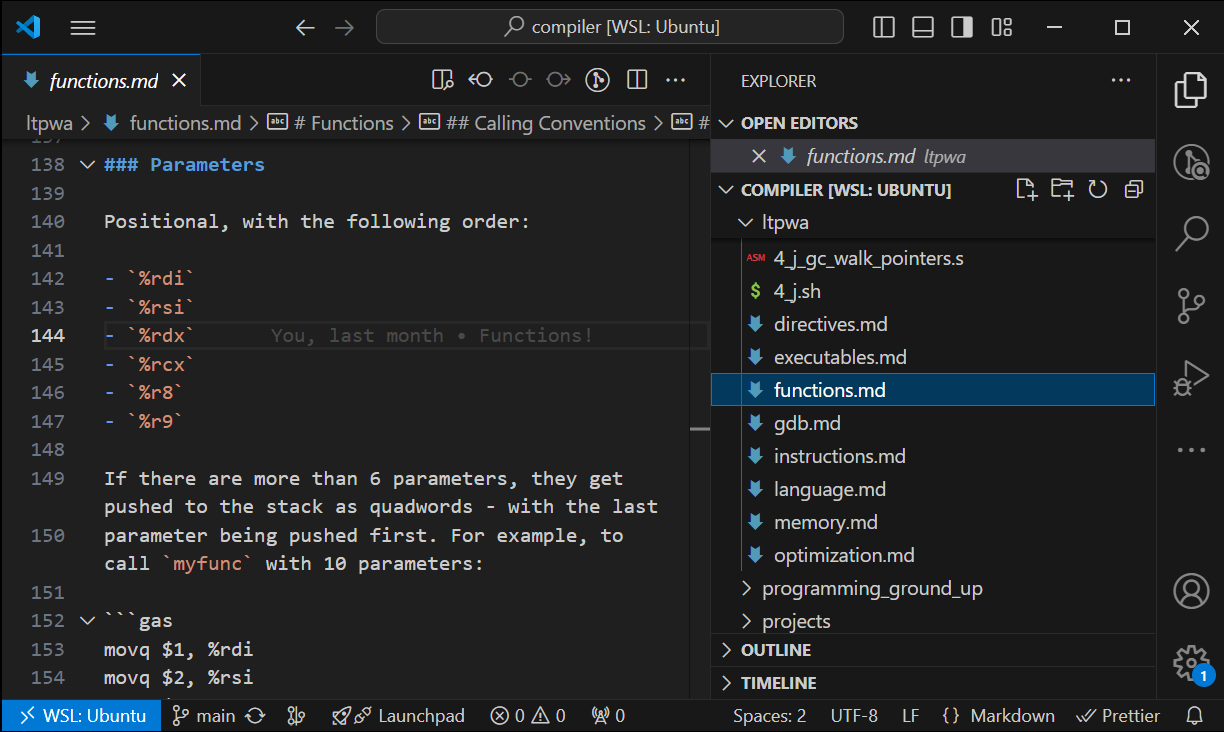 compiler [WSL: Ubuntu]
functions.md
ltpwa > functions.md > # Functions > ## Calling Conventions > #
137
138 ### Parameters
139
140 Positional, with the following order:
141
142 - `%rdi`
143 - `%rsi`
144 - `%rdx` You, last month • Functions!
145 - `%rcx`
146 - `%r8`
147 - `%r9`
148
149 If there are more than 6 parameters, they get
pushed to the stack as quadwords - with the last
150 parameter being pushed first. For example, to
call `myfunc` with 10 parameters:
151
152 ```gas
153 movq $1, %rdi
154 movq $2, %rsi
EXPLORER
OPEN EDITORS
functions.md ltpwa
COMPILER [WSL: UBUNTU]
ltpwa
ASM 4_j_gc_walk_pointers.s
$ 4_j.sh
directives.md
executables.md
functions.md
gdb.md
instructions.md
language.md
memory.md
optimization.md
programming_ground_up
projects
OUTLINE
TIMELINE
1
WSL: Ubuntu main Launchpad 0 0 0 Spaces: 2 UTF-8 LF {} Markdown Prettier